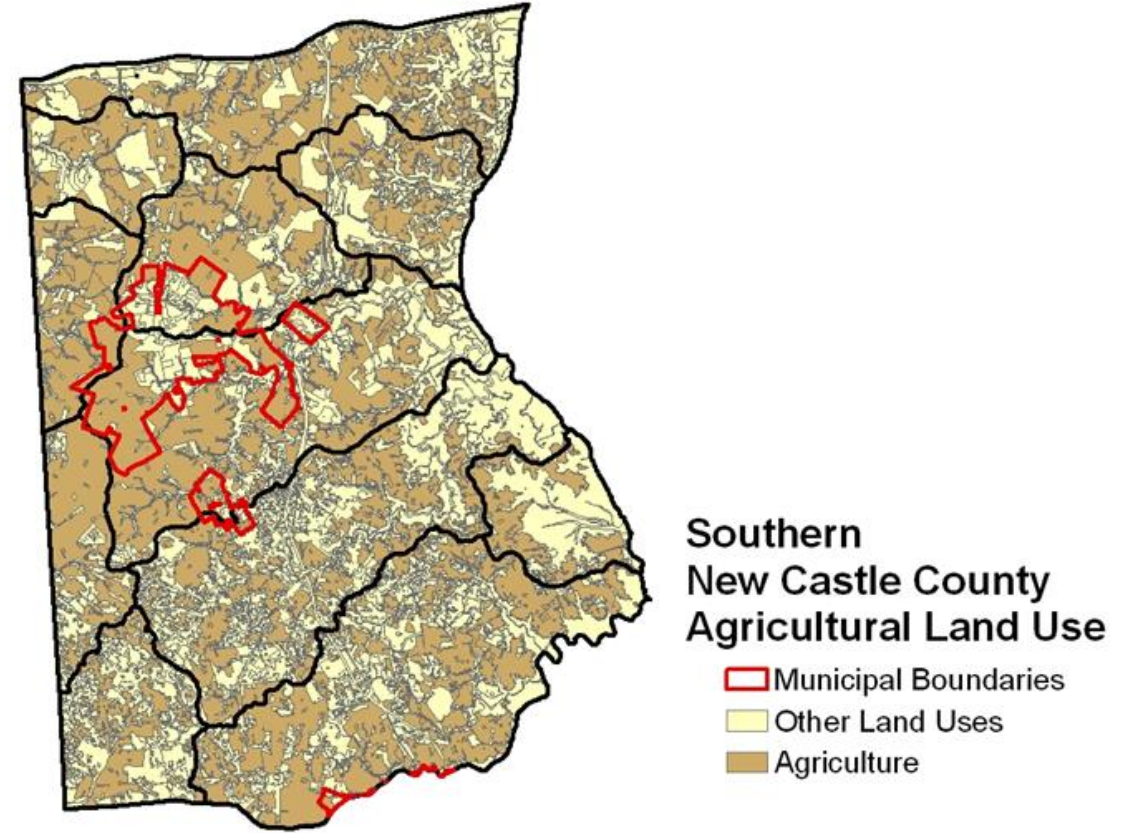 Southern
New Castle County
Agricultural Land Use
Municipal Boundaries
Other Land Uses
Agriculture